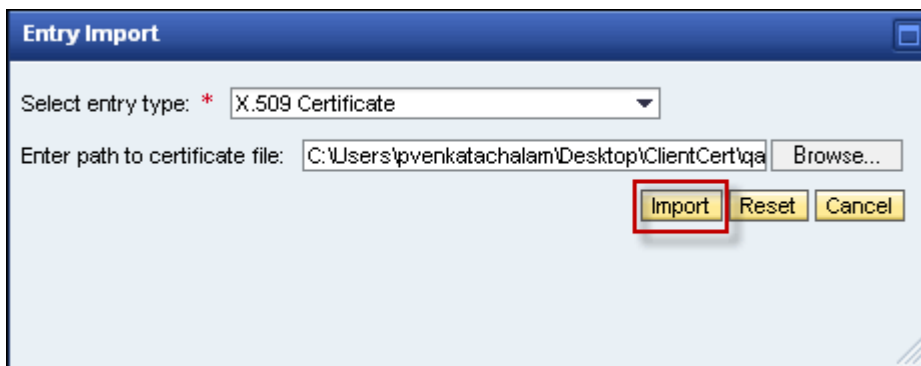 Entry Import
Select entry type: * X.509 Certificate
Enter path to certificate file: C:\Users\pvenkatachalam\Desktop\ClientCert\qa Browse...
Import Reset Cancel